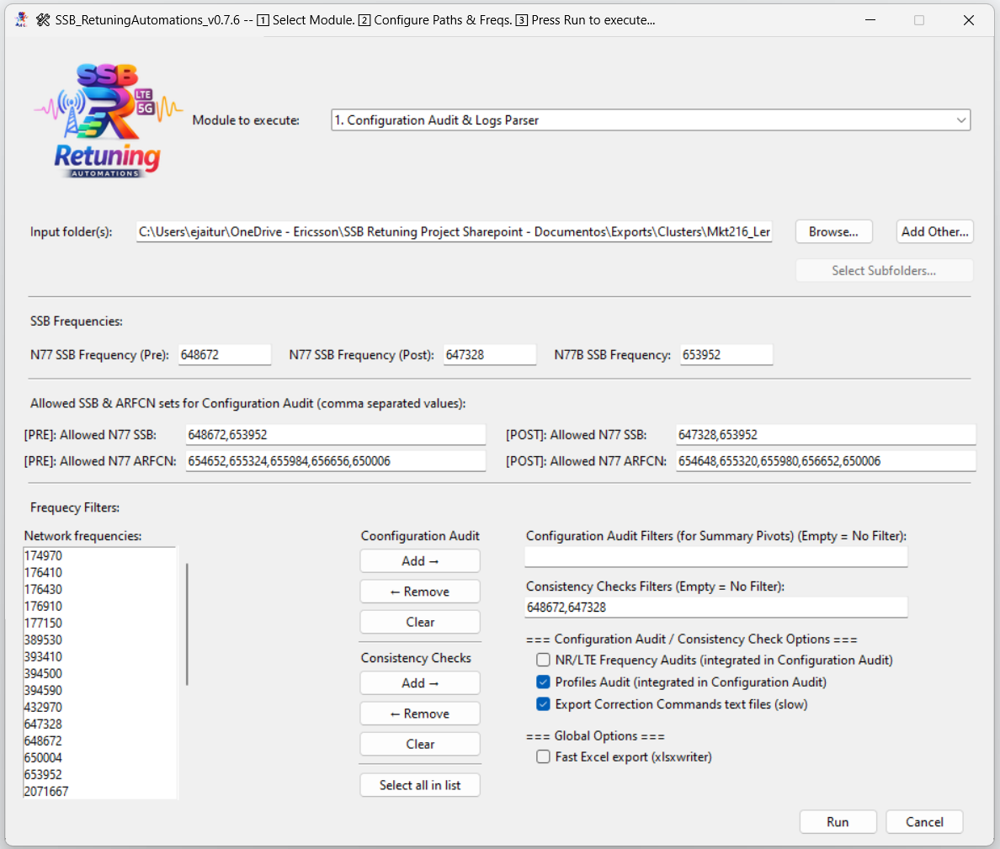 SSB_RetuningAutomations_v0.7.6 -- 1 Select Module. 2 Configure Paths & Freqs. 3 Press Run to execute...
SSB
LTE
5G
R
Retuning
AUTOMATIONS
Module to execute:
1. Configuration Audit & Logs Parser
Input folder(s):
C:\Users\ejaitur\OneDrive - Ericsson\SSB Retuning Project Sharepoint - Documentos\Exports\Clusters\Mkt216_Ler
Browse...
Add Other...
Select Subfolders...
SSB Frequencies:
N77 SSB Frequency (Pre): 648672 N77 SSB Frequency (Post): 647328 N77B SSB Frequency: 653952
Allowed SSB & ARFCN sets for Configuration Audit (comma separated values):
[PRE]: Allowed N77 SSB: 648672,653952 [POST]: Allowed N77 SSB: 647328,653952
[PRE]: Allowed N77 ARFCN: 654652,655324,655984,656656,650006 [POST]: Allowed N77 ARFCN: 654648,655320,655980,656652,650006
Frequecy Filters:
Network frequencies:
174970
176410
176430
176910
177150
389530
393410
394500
394590
432970
647328
648672
650004
653952
2071667
Coonfiguration Audit
Add →
← Remove
Clear
Consistency Checks
Add →
← Remove
Clear
Select all in list
Configuration Audit Filters (for Summary Pivots) (Empty = No Filter):
Consistency Checks Filters (Empty = No Filter):
648672,647328
=== Configuration Audit / Consistency Check Options ===
NR/LTE Frequency Audits (integrated in Configuration Audit)
Profiles Audit (integrated in Configuration Audit)
Export Correction Commands text files (slow)
=== Global Options ===
Fast Excel export (xlsxwriter)
Run
Cancel